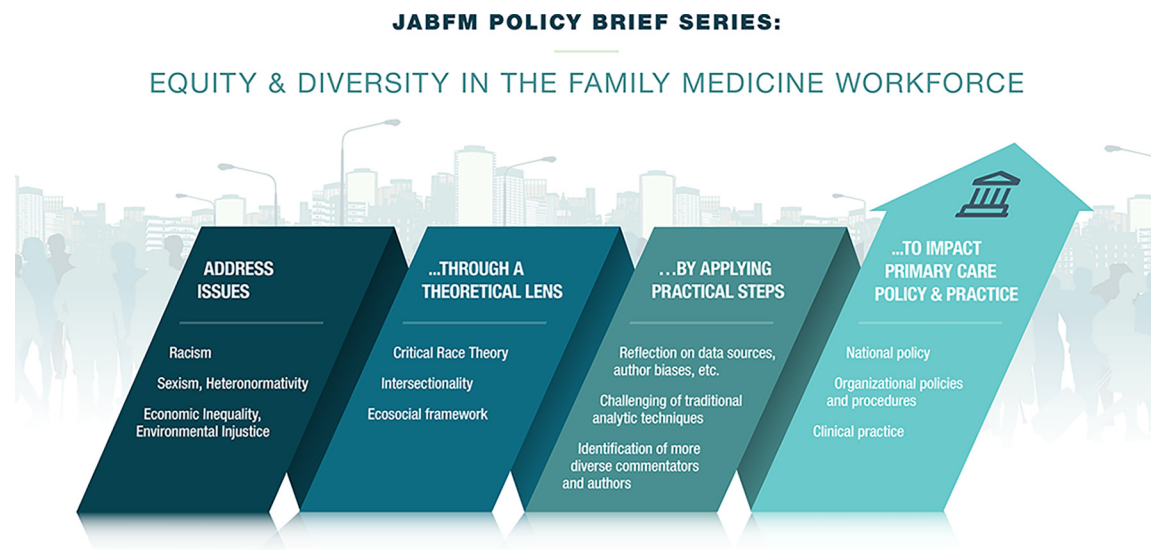 JABFM POLICY BRIEF SERIES:
EQUITY & DIVERSITY IN THE FAMILY MEDICINE WORKFORCE
ADDRESS
ISSUES
Racism
Sexism, Heteronormativity
Economic Inequality,
Environmental Injustice
...THROUGH A
THEORETICAL LENS
Critical Race Theory
Intersectionality
Ecosocial framework
...BY APPLYING
PRACTICAL STEPS
Reflection on data sources,
author biases, etc.
Challenging of traditional
analytic techniques
Identification of more
diverse commentators
and authors
...TO IMPACT
PRIMARY CARE
POLICY & PRACTICE
National policy
Organizational policies
and procedures
Clinical practice